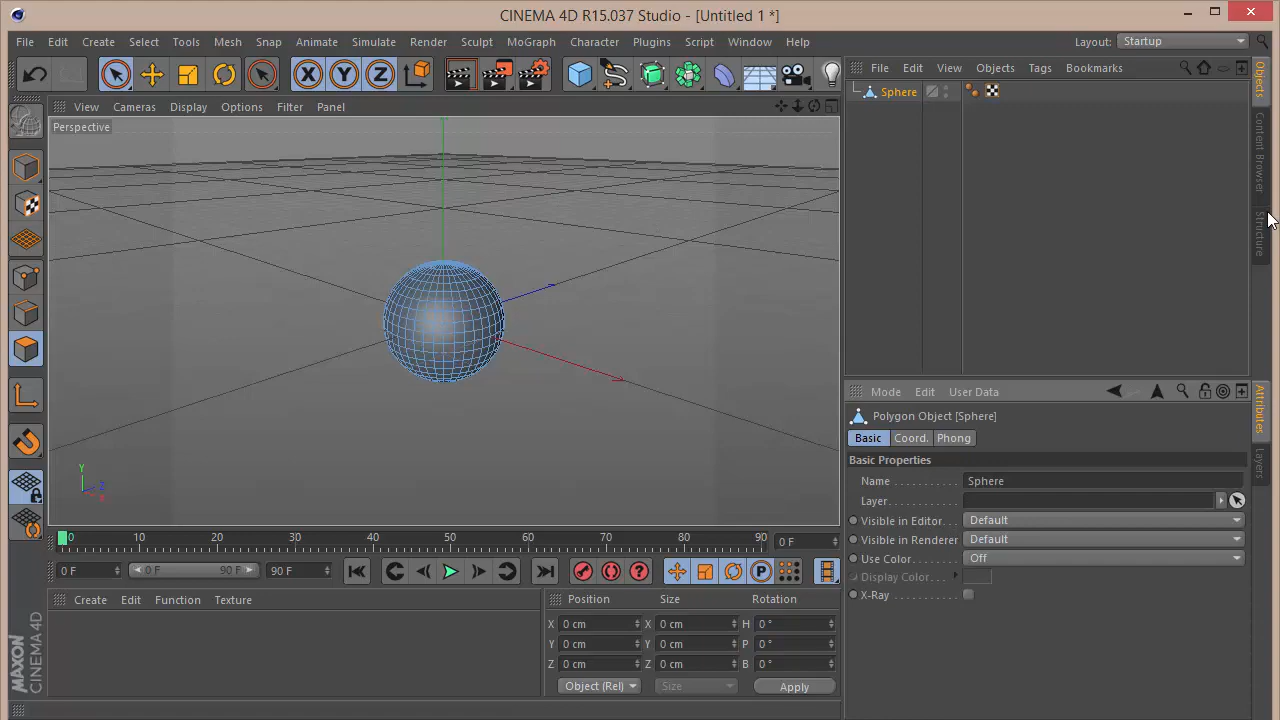 CINEMA 4D R15.037 Studio - [Untitled 1 *]
File Edit Create Select Tools Mesh Snap Animate Simulate Render Sculpt MoGraph Character Plugins Script Window Help Layout: Startup
X Y Z
File Edit View Objects Tags Bookmarks
Objects
Content Browser
Structure
Sphere
View Cameras Display Options Filter Panel
Perspective
Y
Z
X
Mode Edit User Data
Attributes
Layers
Polygon Object [Sphere]
Basic Coord. Phong
Basic Properties
Name Sphere
Layer
Visible in Editor Default
Visible in Renderer Default
Use Color Off
Display Color
X-Ray
0 10 20 30 40 50 60 70 80 90 0 F
0 F 0 F 90 F 90 F P
Create Edit Function Texture
Position Size Rotation
X 0 cm X 0 cm H 0 °
Y 0 cm Y 0 cm P 0 °
Z 0 cm Z 0 cm B 0 °
Object (Rel) Size Apply
MAXON
CINEMA 4D